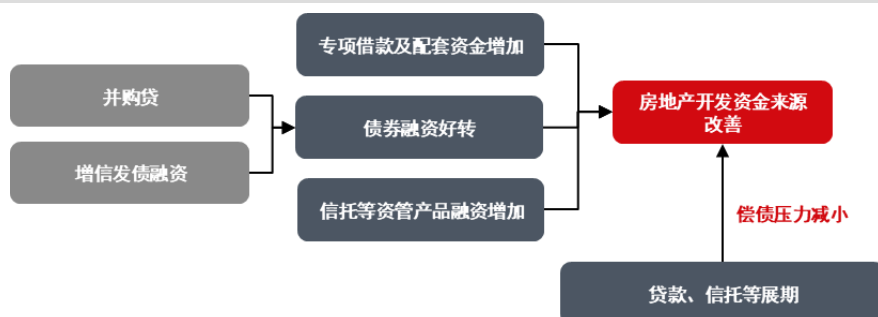 专项借款及配套资金增加
并购贷
债券融资好转
房地产开发资金来源
改善
增信发债融资
信托等资管产品融资增加
偿债压力减小
贷款、信托等展期